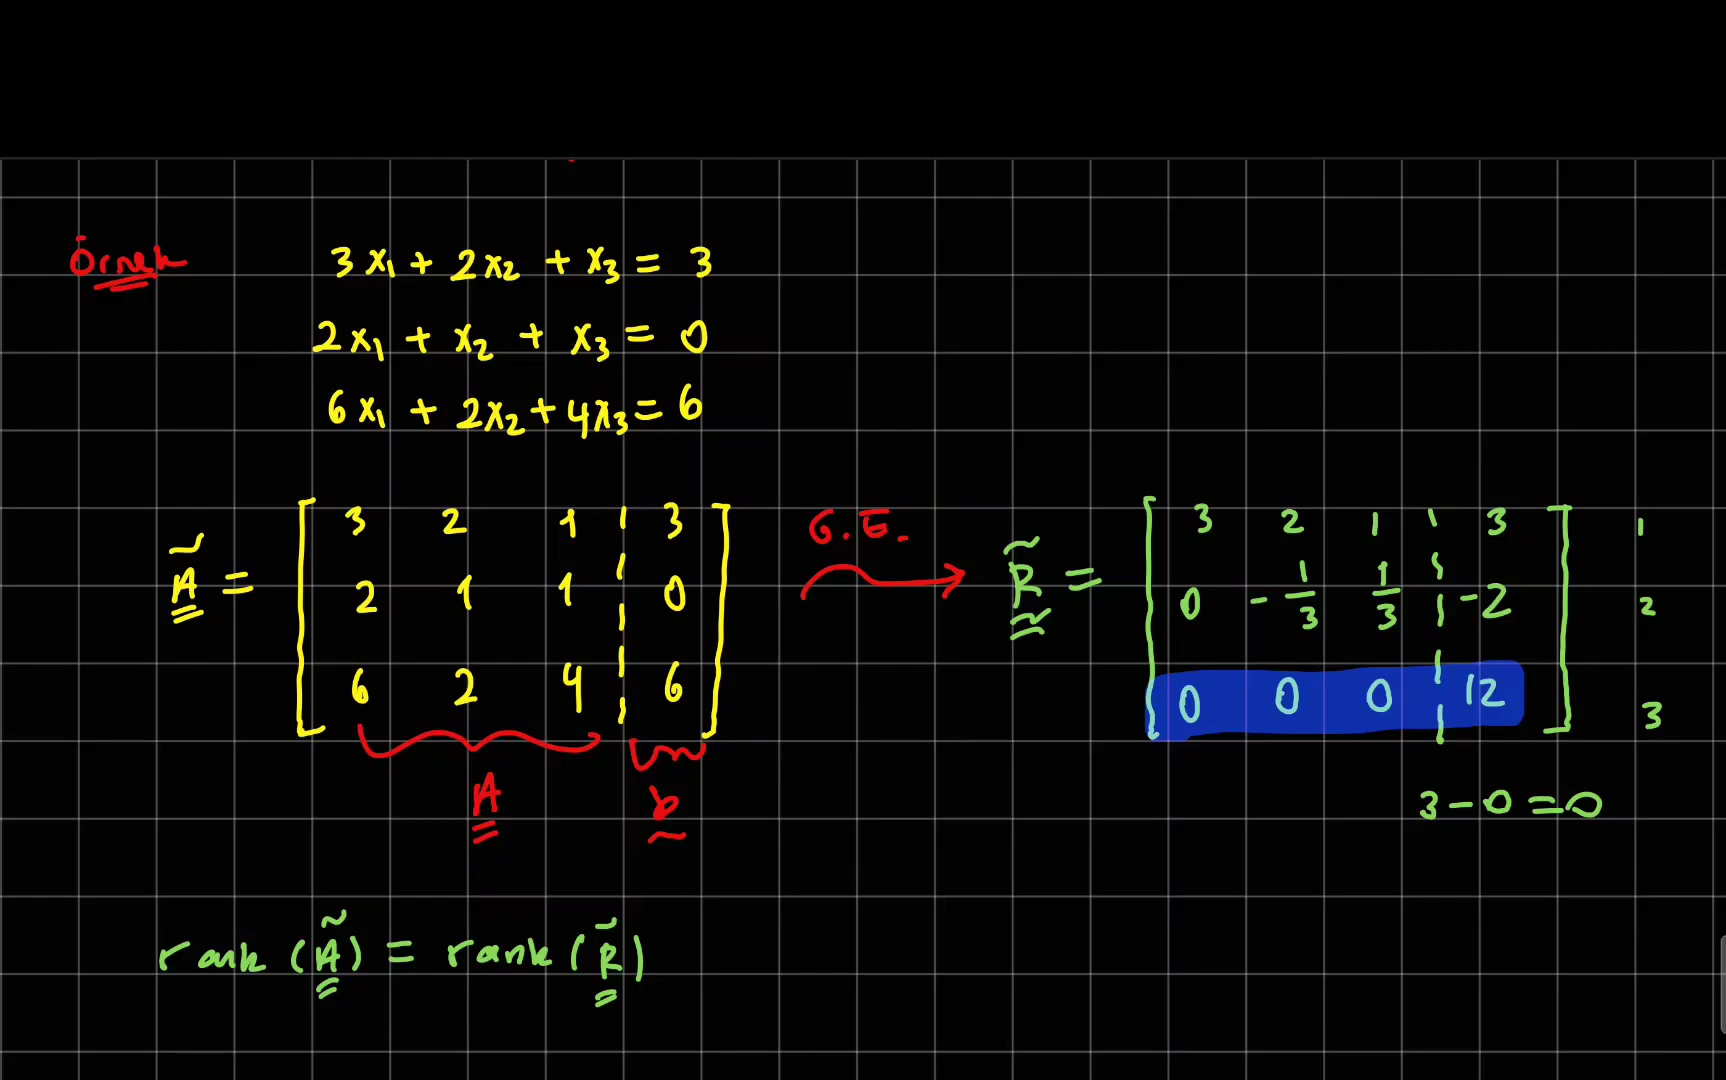 Örnek
3x₁ + 2x₂ + x₃ = 3
2x₁ + x₂ + x₃ = 0
6x₁ + 2x₂ + 4x₃ = 6
Ã = [ 3 2 1 ¦ 3 ]
[ 2 1 1 ¦ 0 ]
[ 6 2 4 ¦ 6 ]
A b
G.E.
R̃ = [ 3 2 1 ¦ 3 ] 1
[ 0 -1/3 1/3 ¦ -2 ] 2
[ 0 0 0 ¦ 12 ] 3
3 - 0 = 0
rank (Ã) = rank (R̃)